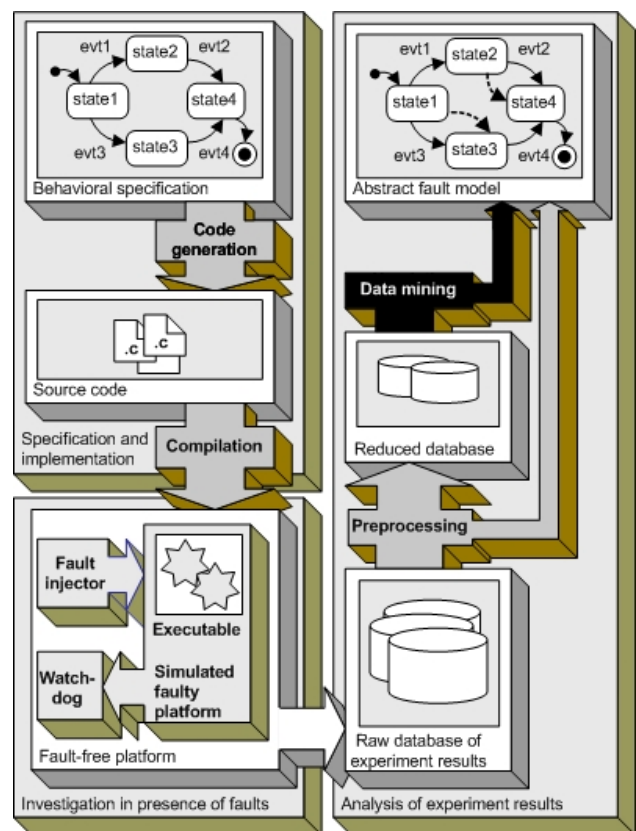 evt1
state2
evt2
state1
state4
evt3
state3
evt4
Behavioral specification
Code
generation
.c
.c
Source code
Specification and
implementation
Compilation
Fault
injector
Executable
Watch-
dog
Simulated
faulty
platform
Fault-free platform
Investigation in presence of faults
evt1
state2
evt2
state1
state4
evt3
state3
evt4
Abstract fault model
Data mining
Reduced database
Preprocessing
Raw database of
experiment results
Analysis of experiment results